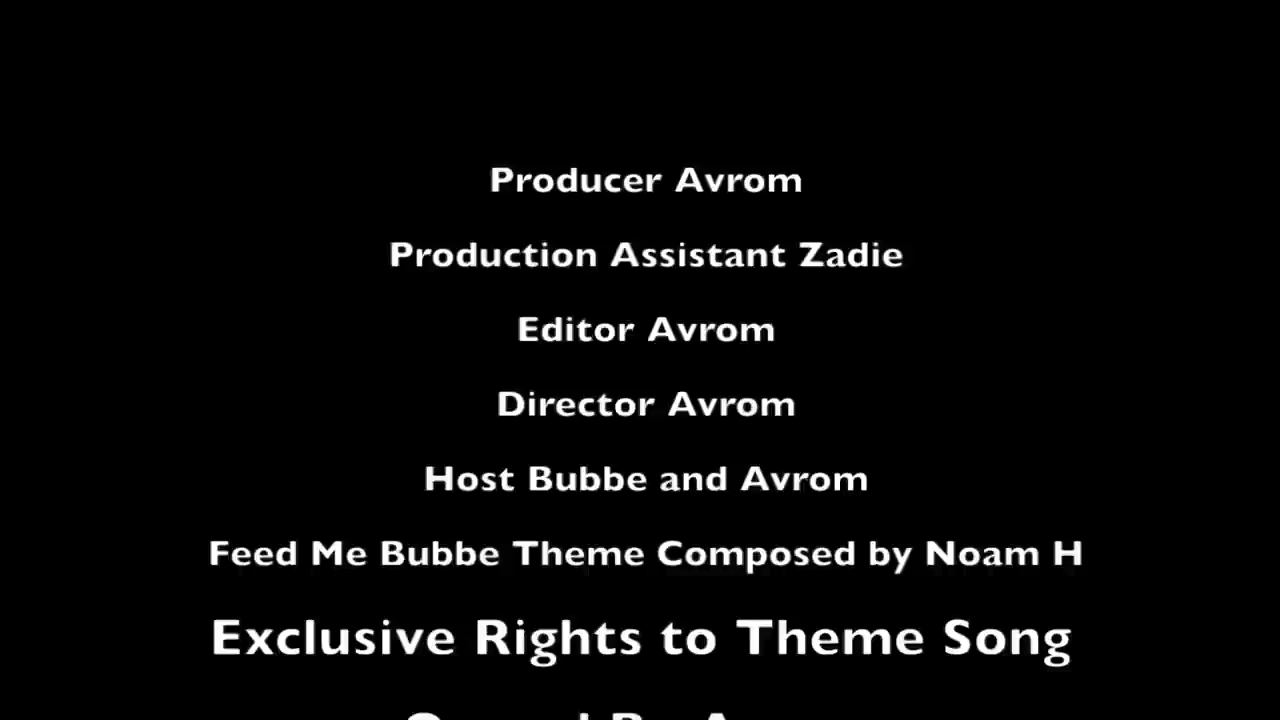 Producer Avrom
Production Assistant Zadie
Editor Avrom
Director Avrom
Host Bubbe and Avrom
Feed Me Bubbe Theme Composed by Noam H
Exclusive Rights to Theme Song